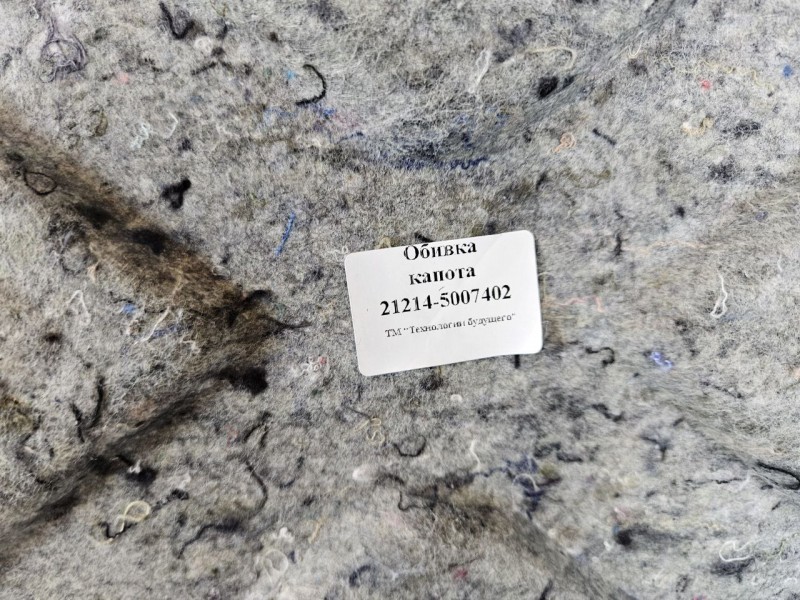 Обивка
капота
21214-5007402
ТМ "Технологии будущего"